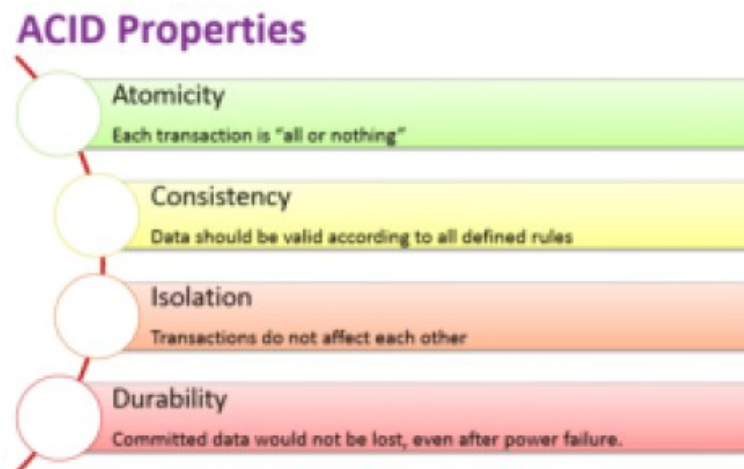 ACID Properties
Atomicity
Each transaction is "all or nothing"
Consistency
Data should be valid according to all defined rules
Isolation
Transactions do not affect each other
Durability
Committed data would not be lost, even after power failure.